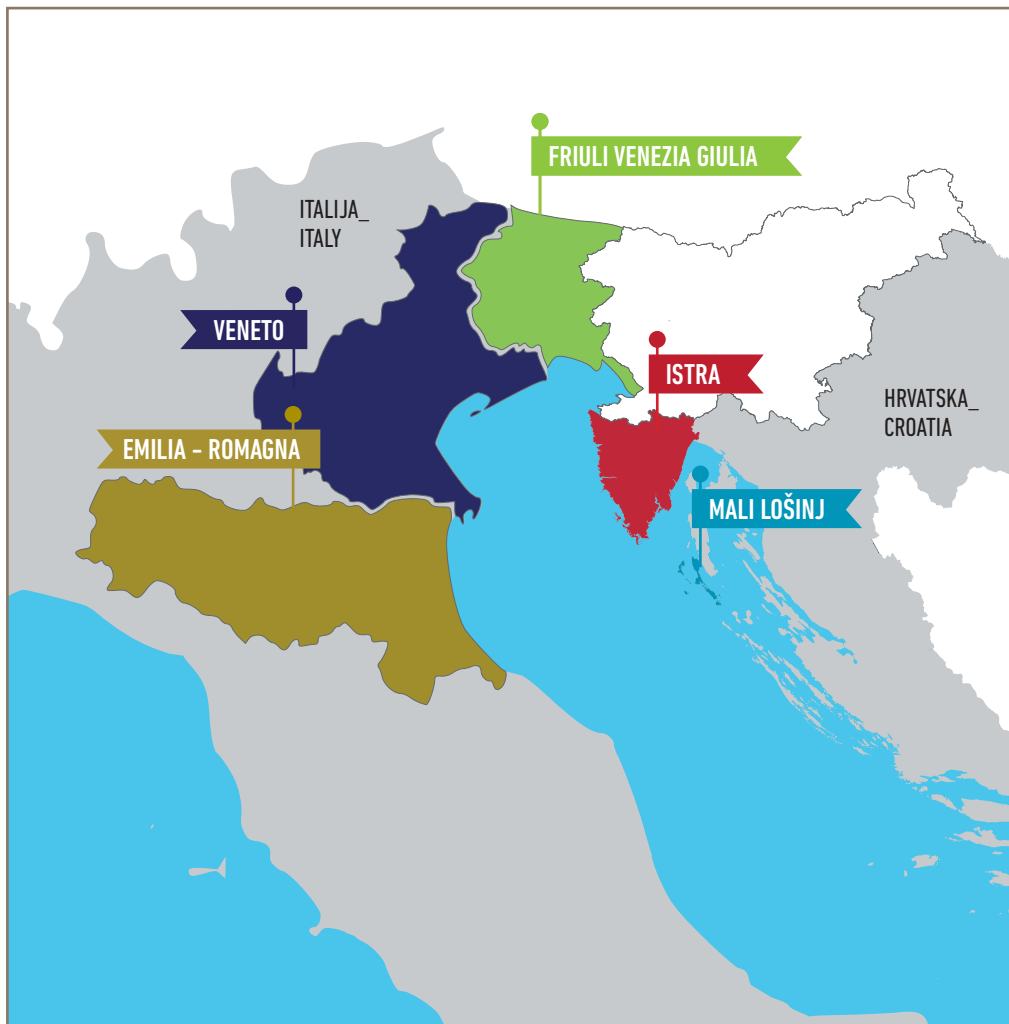 FRIULI VENEZIA GIULIA
ITALIJA_
ITALY
VENETO
ISTRA
HRVATSKA_
CROATIA
EMILIA - ROMAGNA
MALI LOŠINJ